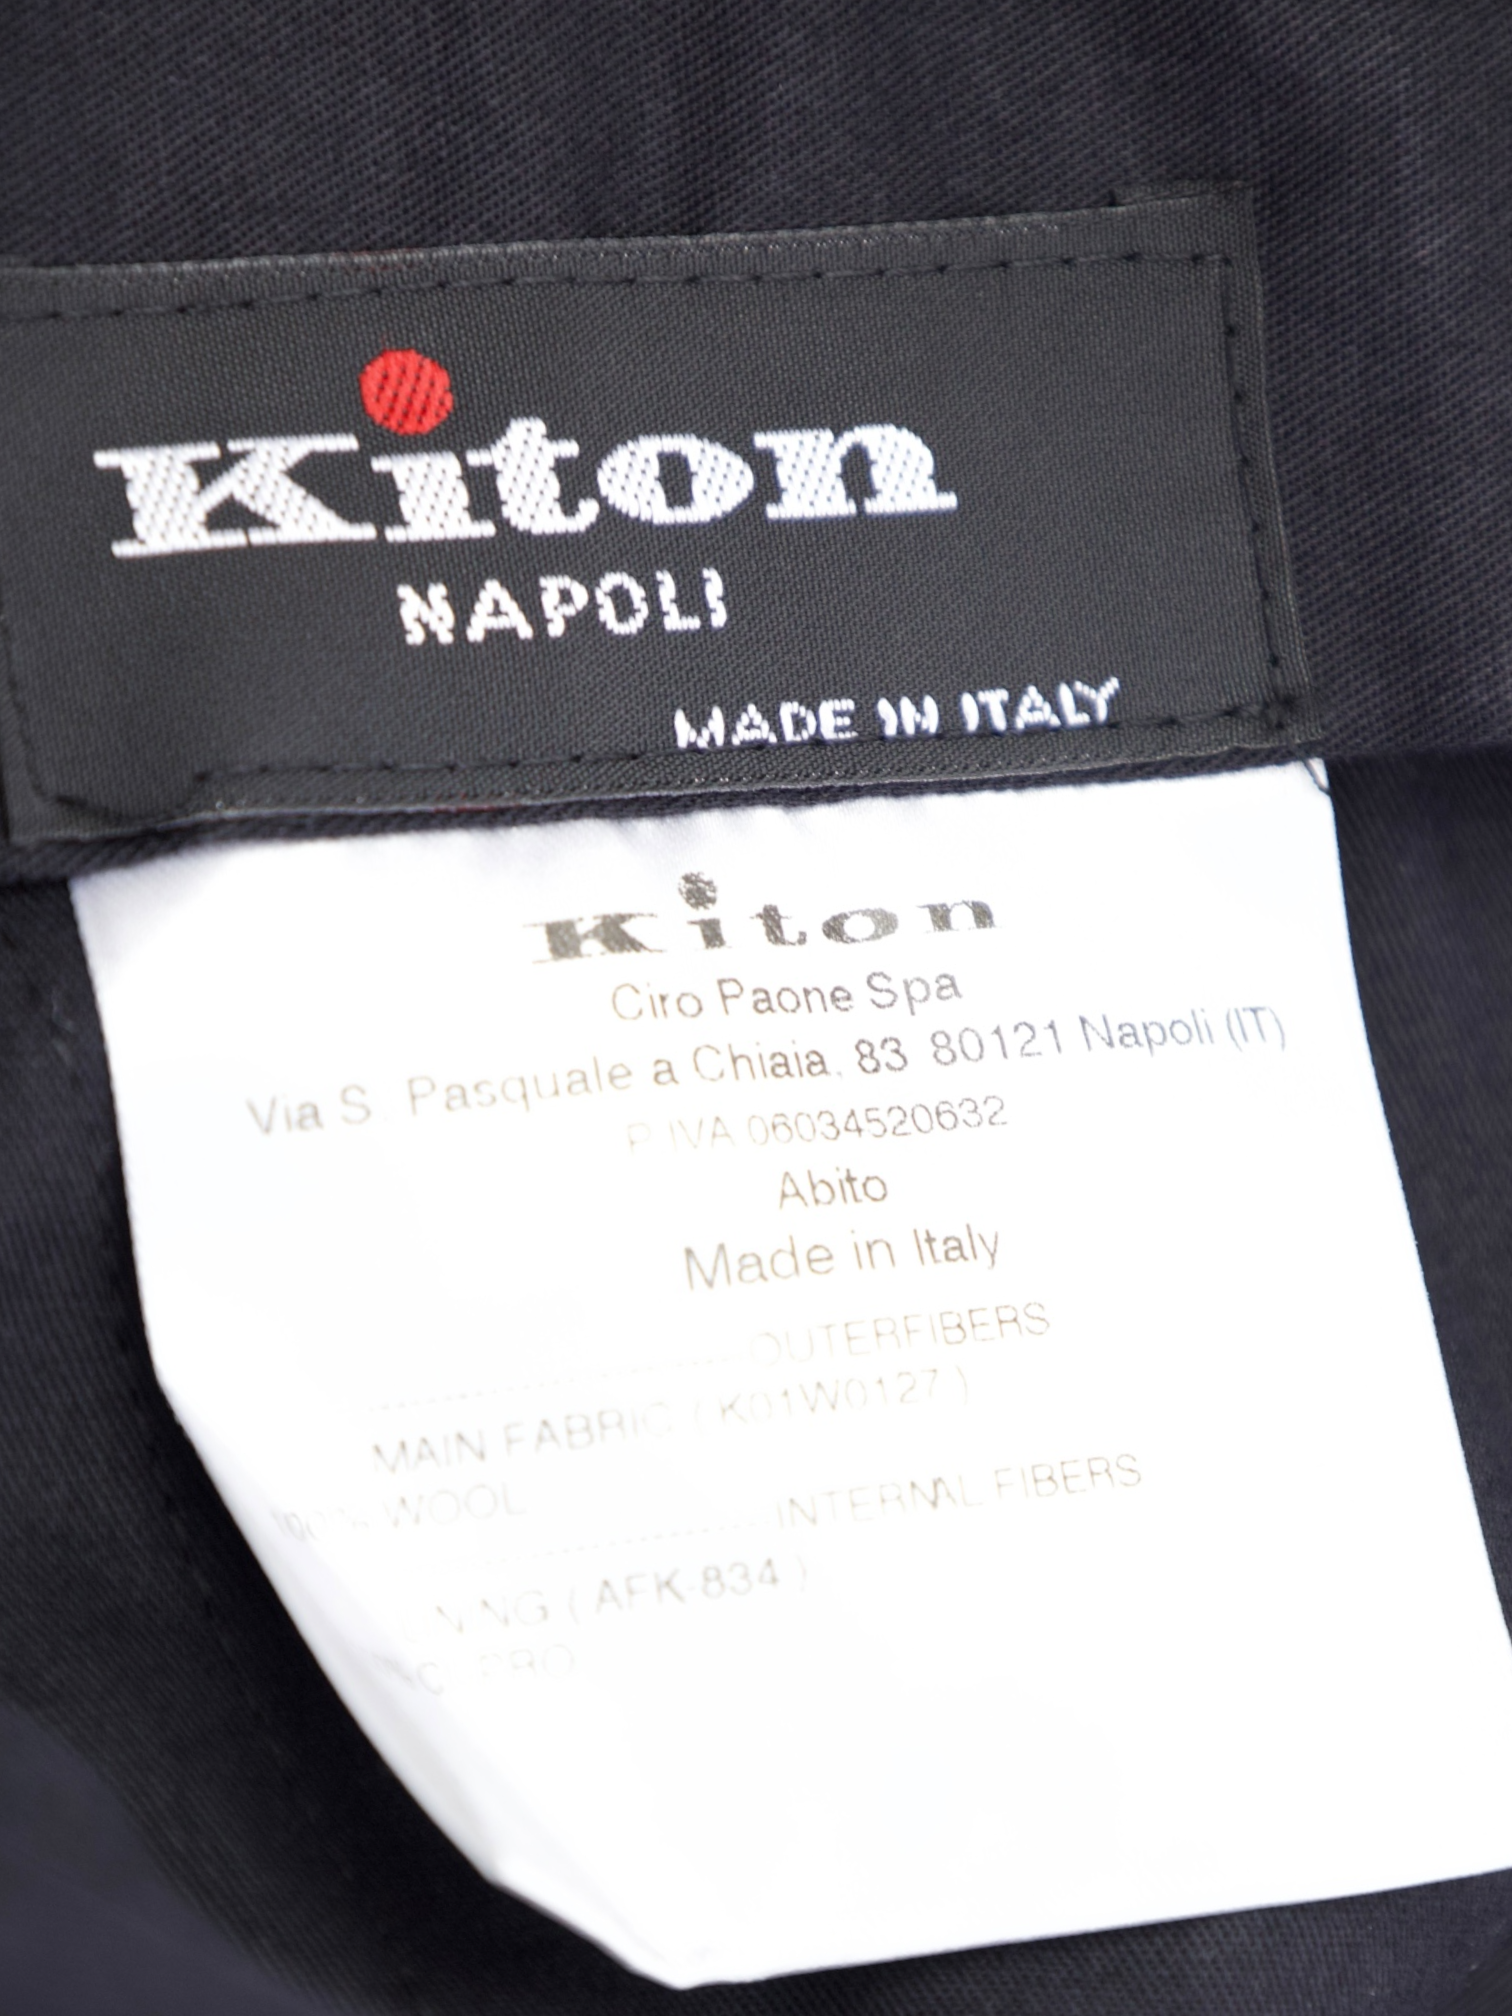 Kiton
NAPOLI
MADE IN ITALY
Kiton
Ciro Paone Spa
Via S. Pasquale a Chiaia, 83 80121 Napoli (IT)
P.IVA 06034520632
Abito
Made in Italy
OUTERFIBERS
MAIN FABRIC ( K01W0127 )
100% WOOL
INTERNAL FIBERS
( AFK-834 )